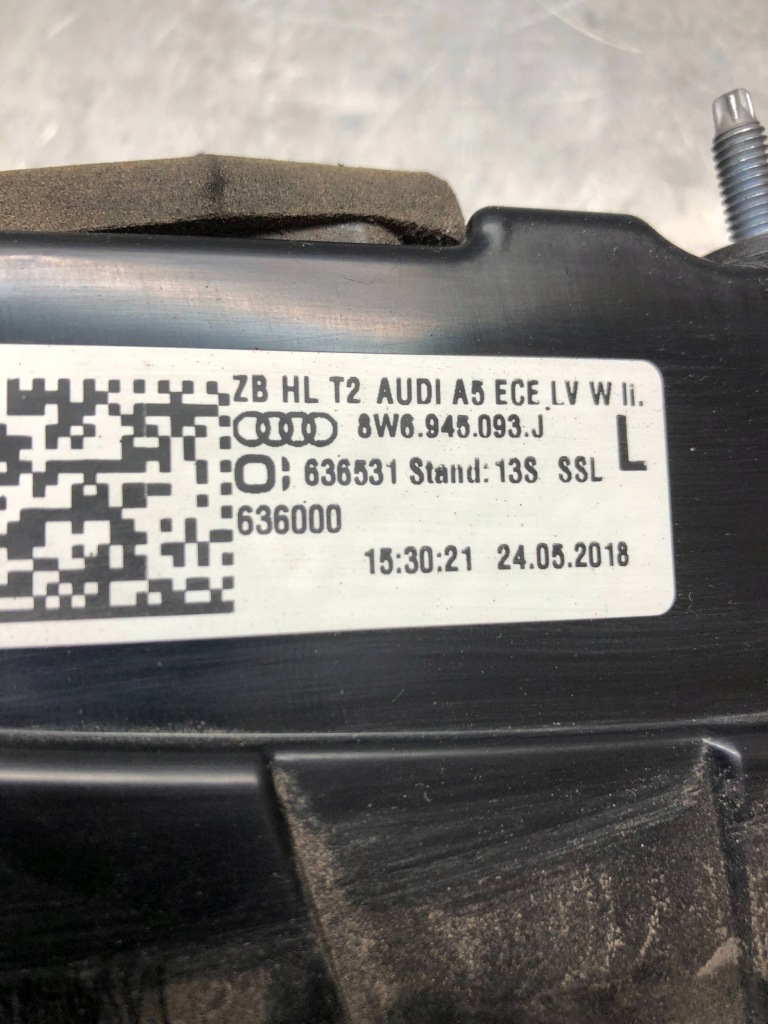 ZB HL T2 AUDI A5 ECE LV W li.
8W6.945.093.J
L
636531 Stand: 13S SSL
636000
15:30:21 24.05.2018